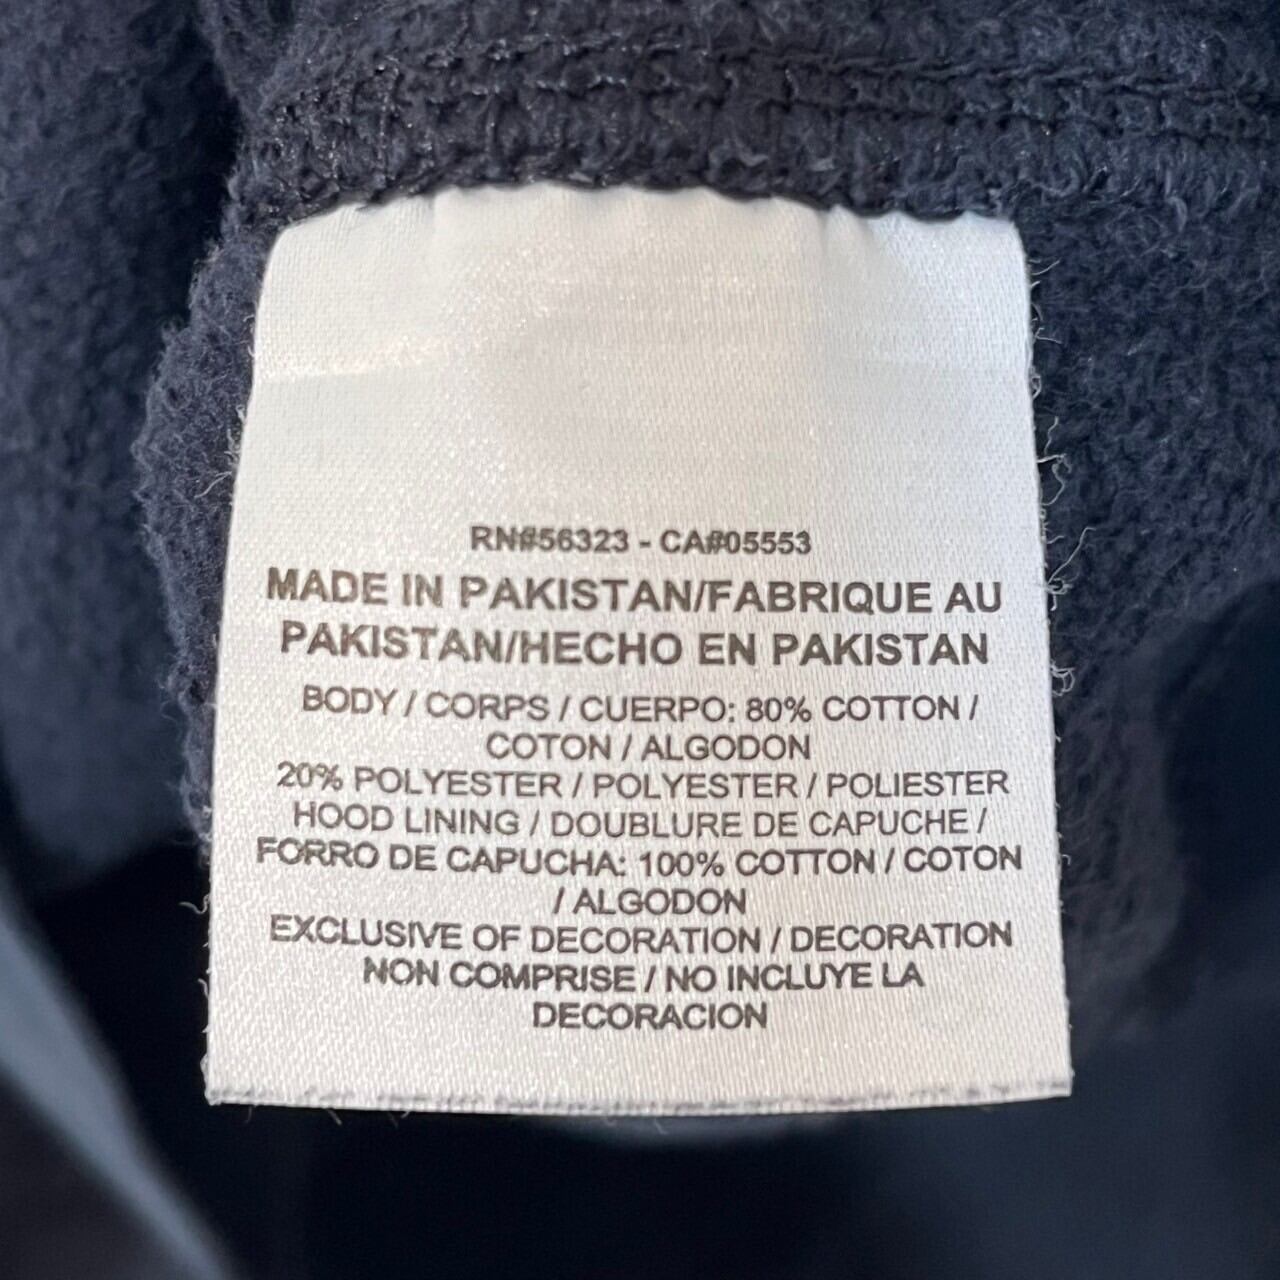 RN#56323 - CA#05553
MADE IN PAKISTAN/FABRIQUE AU
PAKISTAN/HECHO EN PAKISTAN
BODY / CORPS / CUERPO: 80% COTTON /
COTON / ALGODON
20% POLYESTER / POLYESTER / POLIESTER
HOOD LINING / DOUBLURE DE CAPUCHE /
FORRO DE CAPUCHA: 100% COTTON / COTON
/ ALGODON
EXCLUSIVE OF DECORATION / DECORATION
NON COMPRISE / NO INCLUYE LA
DECORACION